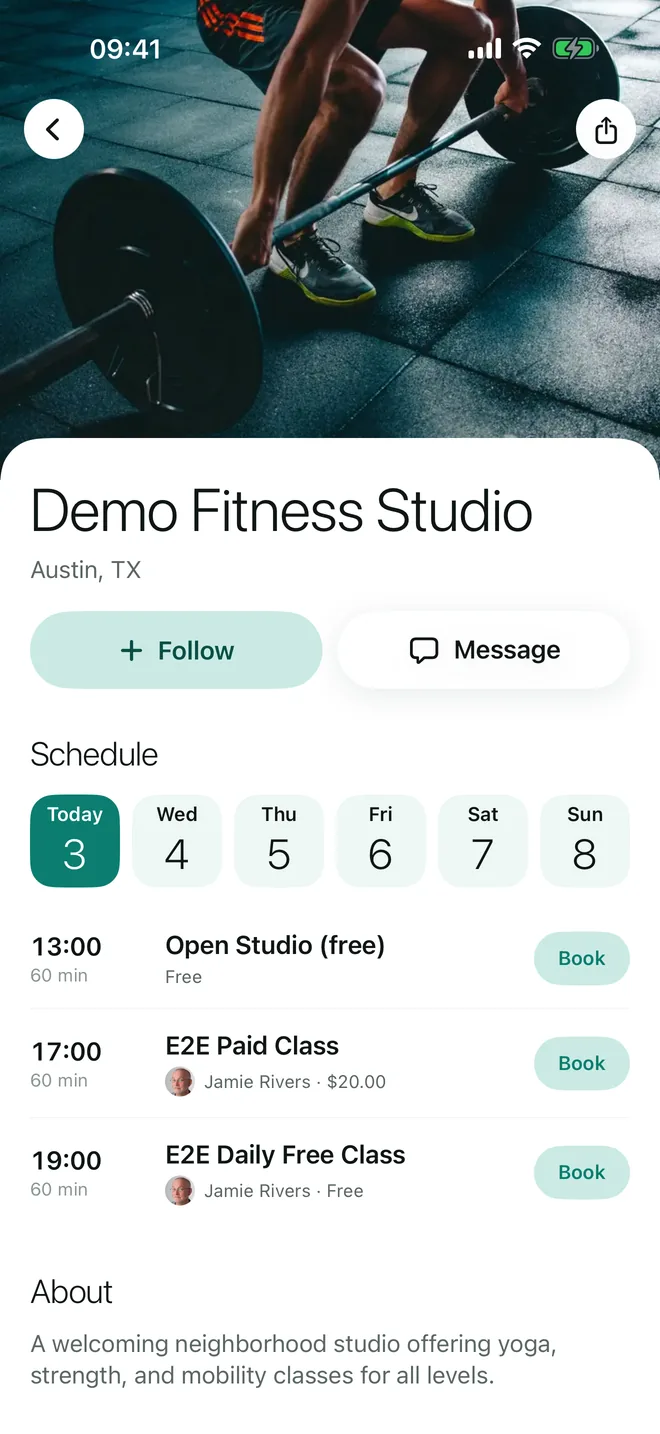 09:41
Demo Fitness Studio
Austin, TX
+ Follow
Message
Schedule
Today Wed Thu Fri Sat Sun
3 4 5 6 7 8
13:00 Open Studio (free) Book
60 min Free
17:00 E2E Paid Class Book
60 min Jamie Rivers · $20.00
19:00 E2E Daily Free Class Book
60 min Jamie Rivers · Free
About
A welcoming neighborhood studio offering yoga,
strength, and mobility classes for all levels.